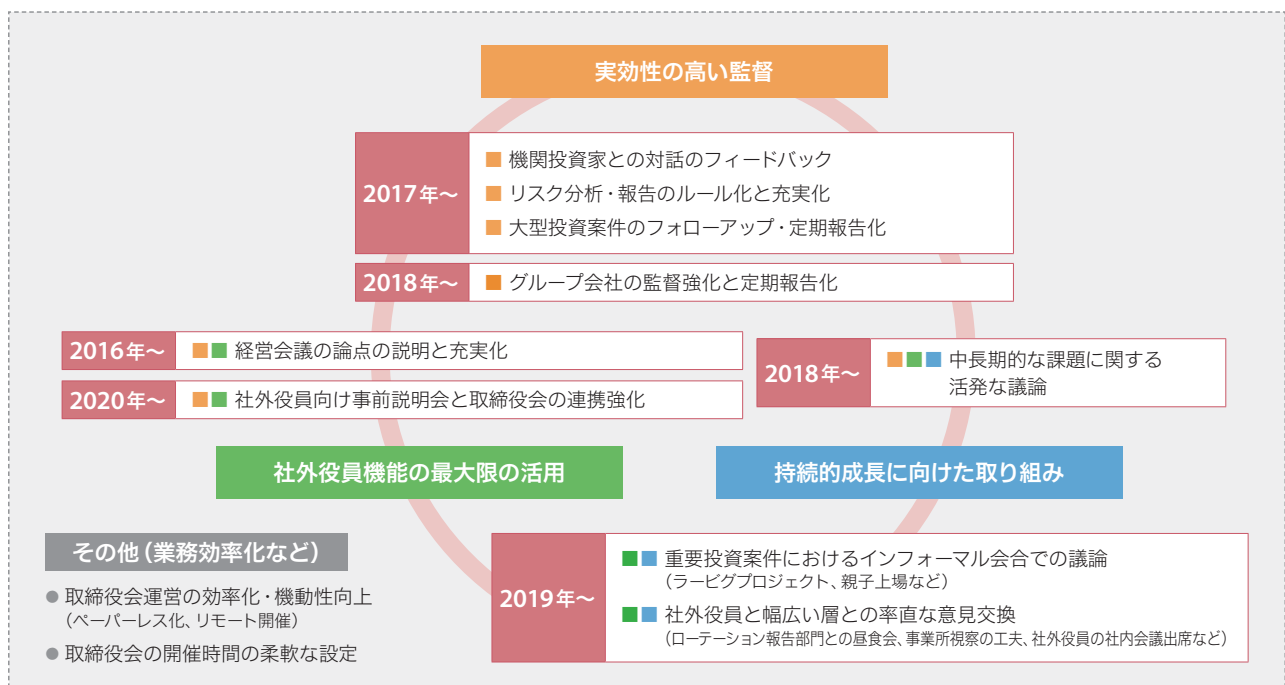 実効性の高い監督
2017年～
■ 機関投資家との対話のフィードバック
■ リスク分析・報告のルール化と充実化
■ 大型投資案件のフォローアップ・定期報告化
2018年～
■ グループ会社の監督強化と定期報告化
2016年～
■■ 経営会議の論点の説明と充実化
2020年～
■■ 社外役員向け事前説明会と取締役会の連携強化
2018年～
■■■ 中長期的な課題に関する
活発な議論
社外役員機能の最大限の活用
持続的成長に向けた取り組み
その他（業務効率化など）
● 取締役会運営の効率化・機動性向上
（ペーパーレス化、リモート開催）
● 取締役会の開催時間の柔軟な設定
2019年～
■■ 重要投資案件におけるインフォーマル会合での議論
（ラービグプロジェクト、親子上場など）
■■ 社外役員と幅広い層との率直な意見交換
（ローテーション報告部門との昼食会、事業所視察の工夫、社外役員の社内会議出席など）